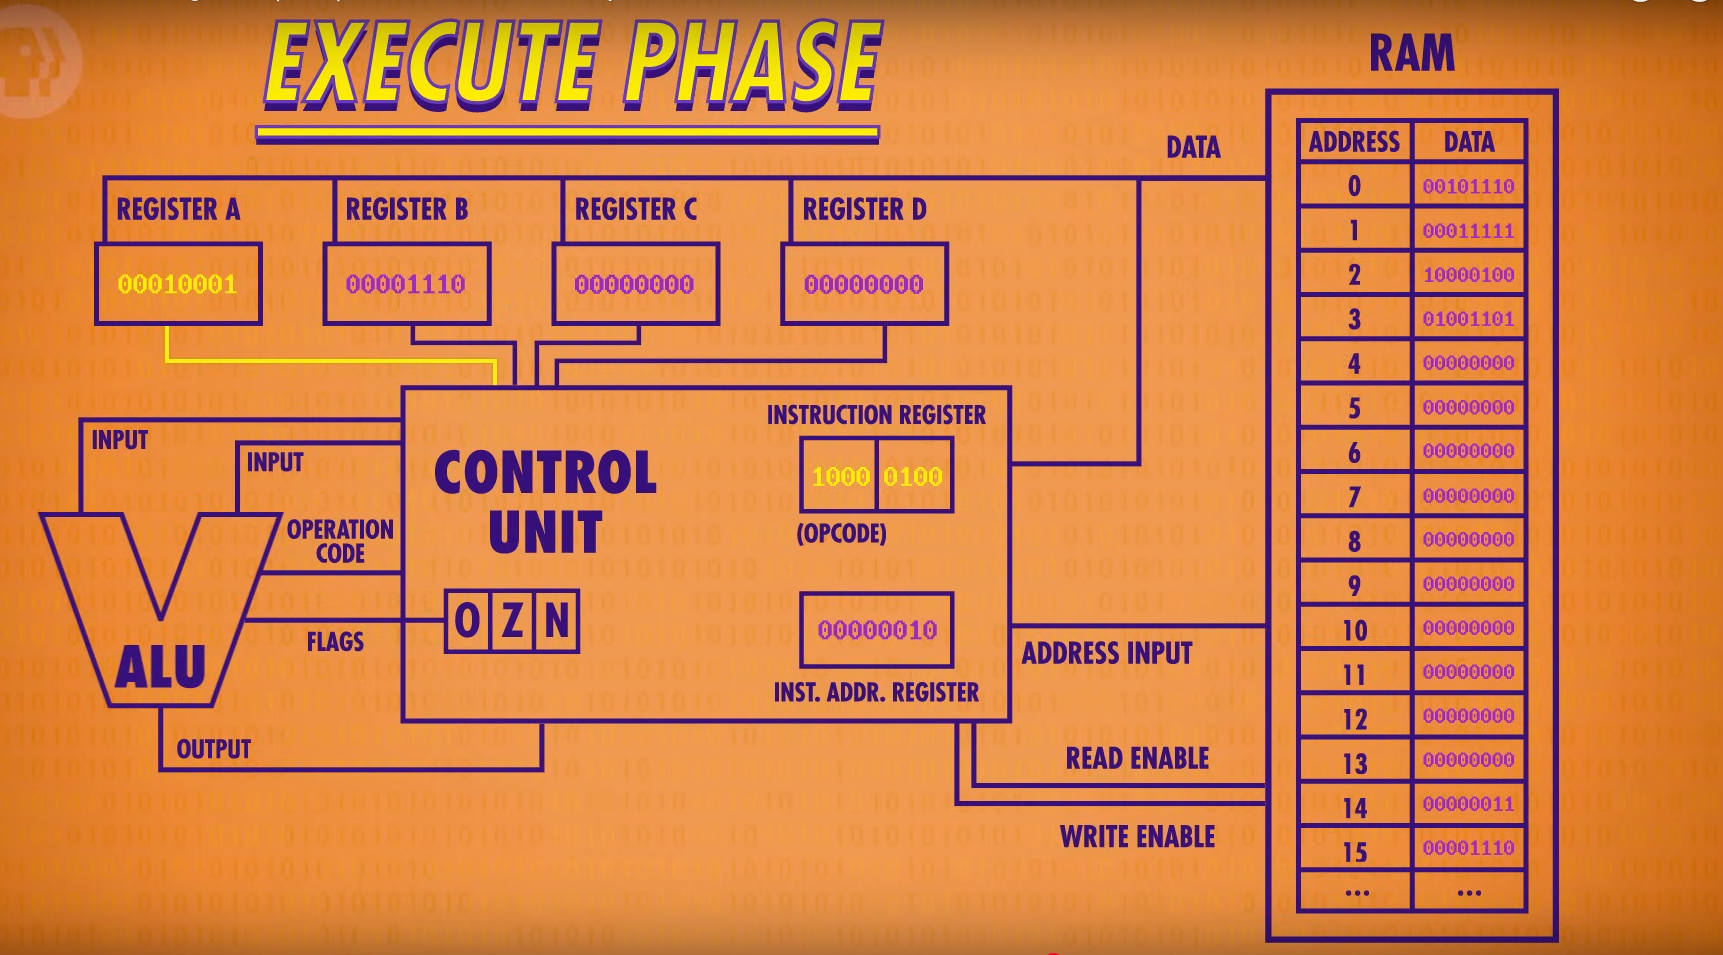 EXECUTE PHASE
RAM
DATA
ADDRESS DATA
0 00101110
1 00011111
2 10000100
3 01001101
4 00000000
5 00000000
6 00000000
7 00000000
8 00000000
9 00000000
10 00000000
11 00000000
12 00000000
13 00000000
14 00000011
15 00001110
... ...
REGISTER A REGISTER B REGISTER C REGISTER D
00010001 00001110 00000000 00000000
INPUT
INPUT
OPERATION
CODE
FLAGS
ALU
OUTPUT
CONTROL
UNIT
O Z N
INSTRUCTION REGISTER
1000 0100
(OPCODE)
00000010
INST. ADDR. REGISTER
ADDRESS INPUT
READ ENABLE
WRITE ENABLE